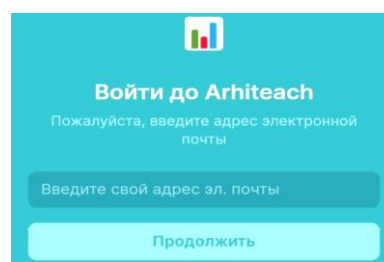 Войти до Arhiteach
Пожалуйста, введите адрес электронной
почты
Введите свой адрес эл. почты
Продолжить